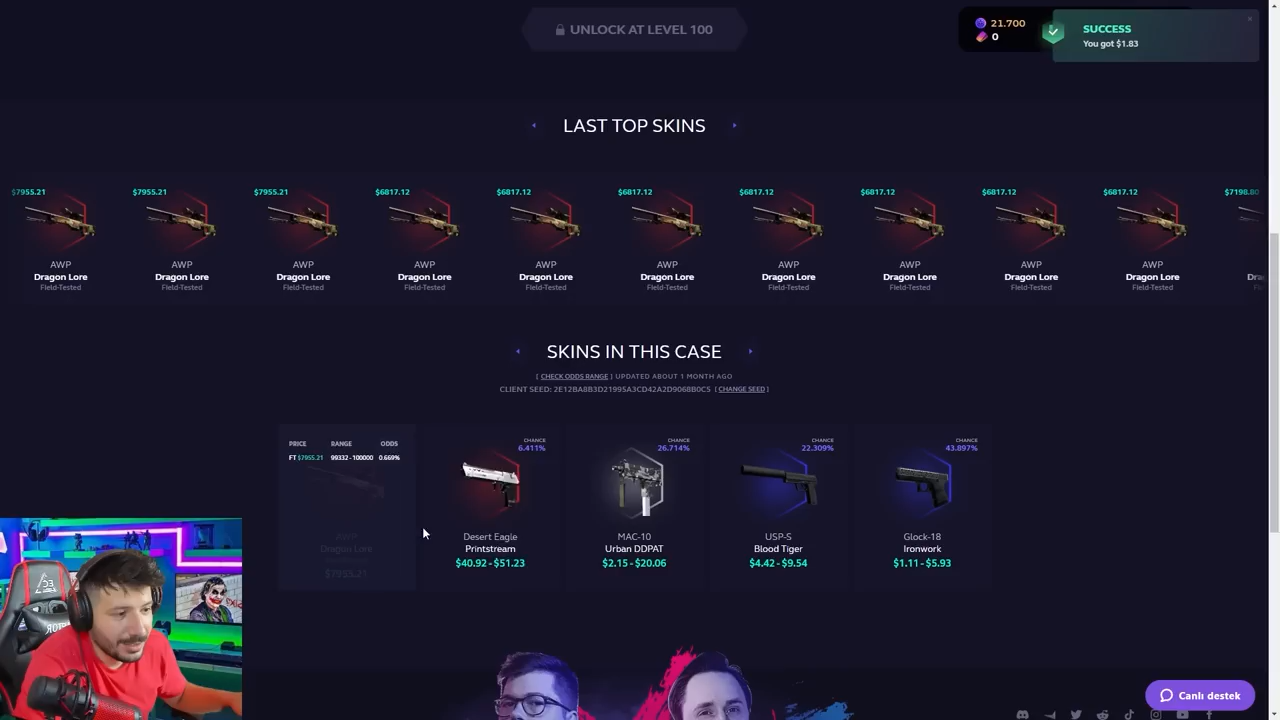 UNLOCK AT LEVEL 100
21.700
0
SUCCESS
You got $1.83
LAST TOP SKINS
$7955.21
AWP
Dragon Lore
Field-Tested
$7955.21
AWP
Dragon Lore
Field-Tested
$7955.21
AWP
Dragon Lore
Field-Tested
$6817.12
AWP
Dragon Lore
Field-Tested
$6817.12
AWP
Dragon Lore
Field-Tested
$6817.12
AWP
Dragon Lore
Field-Tested
$6817.12
AWP
Dragon Lore
Field-Tested
$6817.12
AWP
Dragon Lore
Field-Tested
$6817.12
AWP
Dragon Lore
Field-Tested
$6817.12
AWP
Dragon Lore
Field-Tested
$7198.80
SKINS IN THIS CASE
[ CHECK ODDS RANGE ] UPDATED ABOUT 1 MONTH AGO
CLIENT SEED: 2E12BA8B3D21995A3CD42A2D9068B0C5 [ CHANGE SEED ]
PRICE RANGE ODDS
FT $7955.21 99332 - 100000 0.669%
AWP
Dragon Lore
$7955.21
CHANCE
6.411%
Desert Eagle
Printstream
$40.92 - $51.23
CHANCE
26.714%
MAC-10
Urban DDPAT
$2.15 - $20.06
CHANCE
22.309%
USP-S
Blood Tiger
$4.42 - $9.54
CHANCE
43.897%
Glock-18
Ironwork
$1.11 - $5.93
Canlı destek